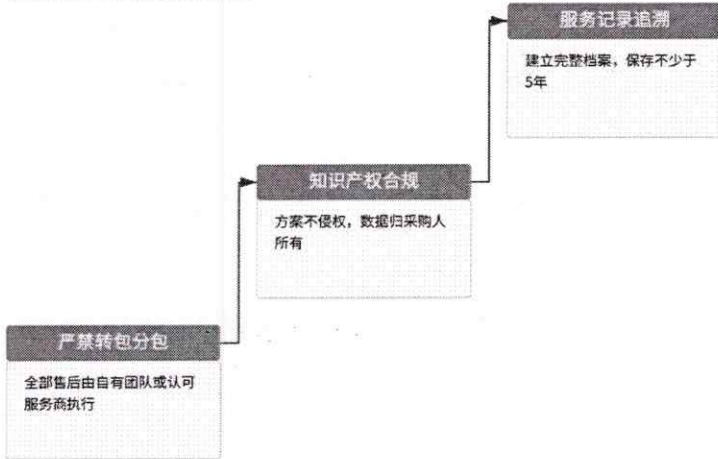 服务记录追溯
建立完整档案，保存不少于
5年
知识产权合规
方案不侵权，数据归采购人
所有
严禁转包分包
全部售后由自有团队或认可
服务商执行